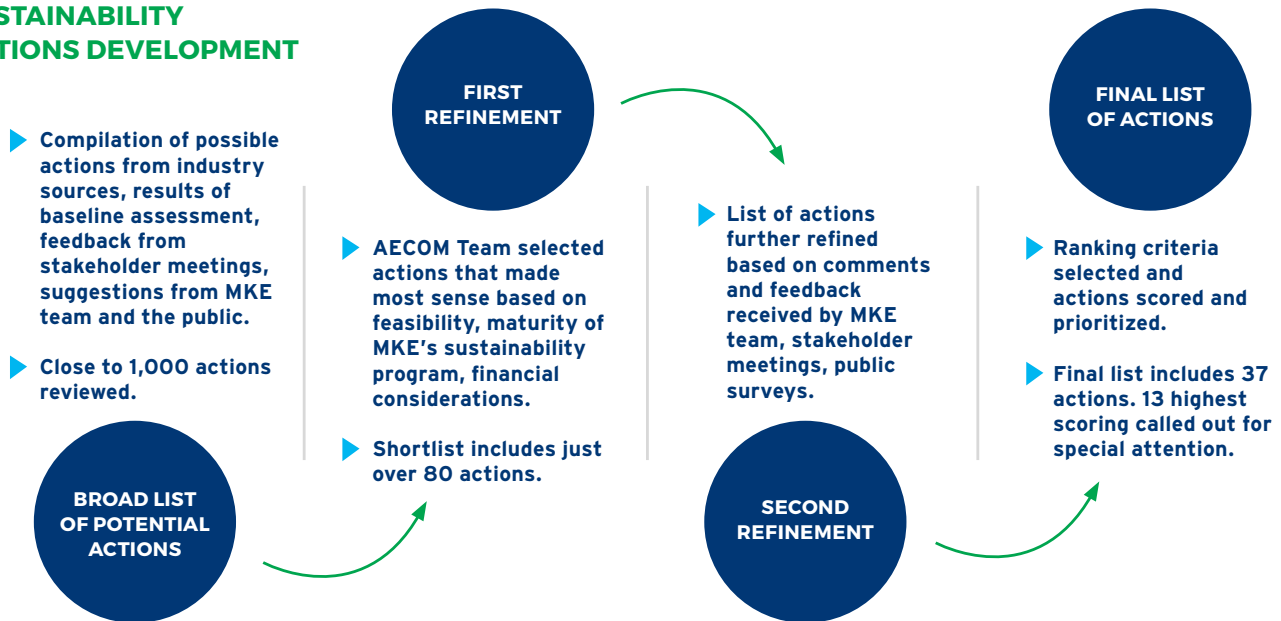 STAINABILITY
TIONS DEVELOPMENT
Compilation of possible
actions from industry
sources, results of
baseline assessment,
feedback from
stakeholder meetings,
suggestions from MKE
team and the public.
Close to 1,000 actions
reviewed.
BROAD LIST
OF POTENTIAL
ACTIONS
FIRST
REFINEMENT
AECOM Team selected
actions that made
most sense based on
feasibility, maturity of
MKE's sustainability
program, financial
considerations.
Shortlist includes just
over 80 actions.
List of actions
further refined
based on comments
and feedback
received by MKE
team, stakeholder
meetings, public
surveys.
SECOND
REFINEMENT
FINAL LIST
OF ACTIONS
Ranking criteria
selected and
actions scored and
prioritized.
Final list includes 37
actions. 13 highest
scoring called out for
special attention.